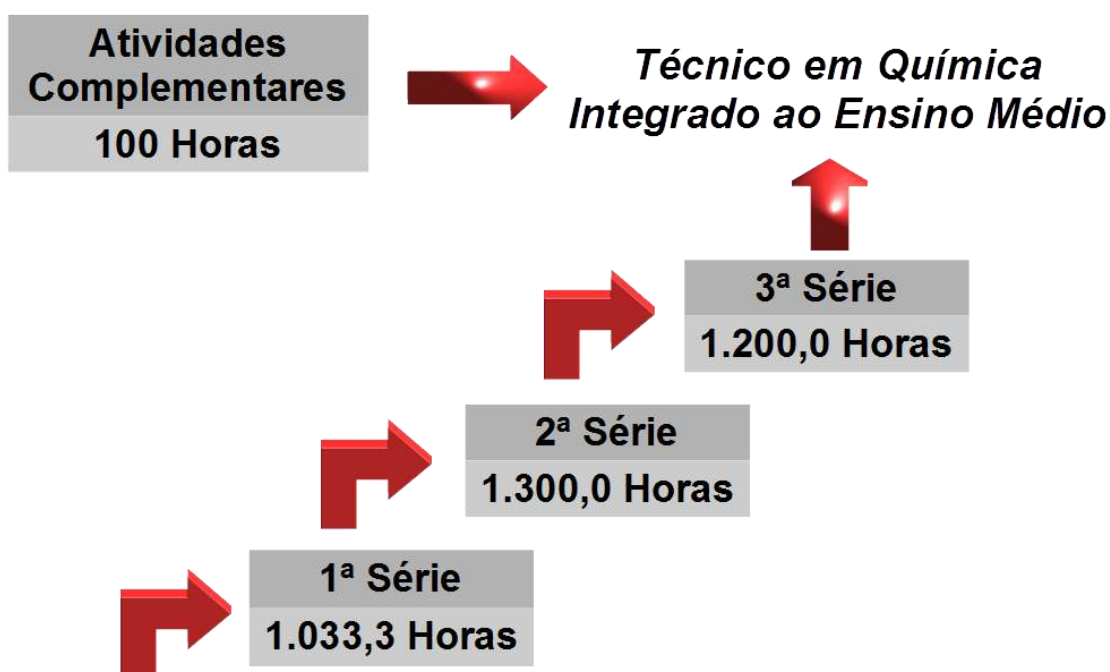 Atividades
Complementares
100 Horas
Técnico em Química
Integrado ao Ensino Médio
3ª Série
1.200,0 Horas
2ª Série
1.300,0 Horas
1ª Série
1.033,3 Horas